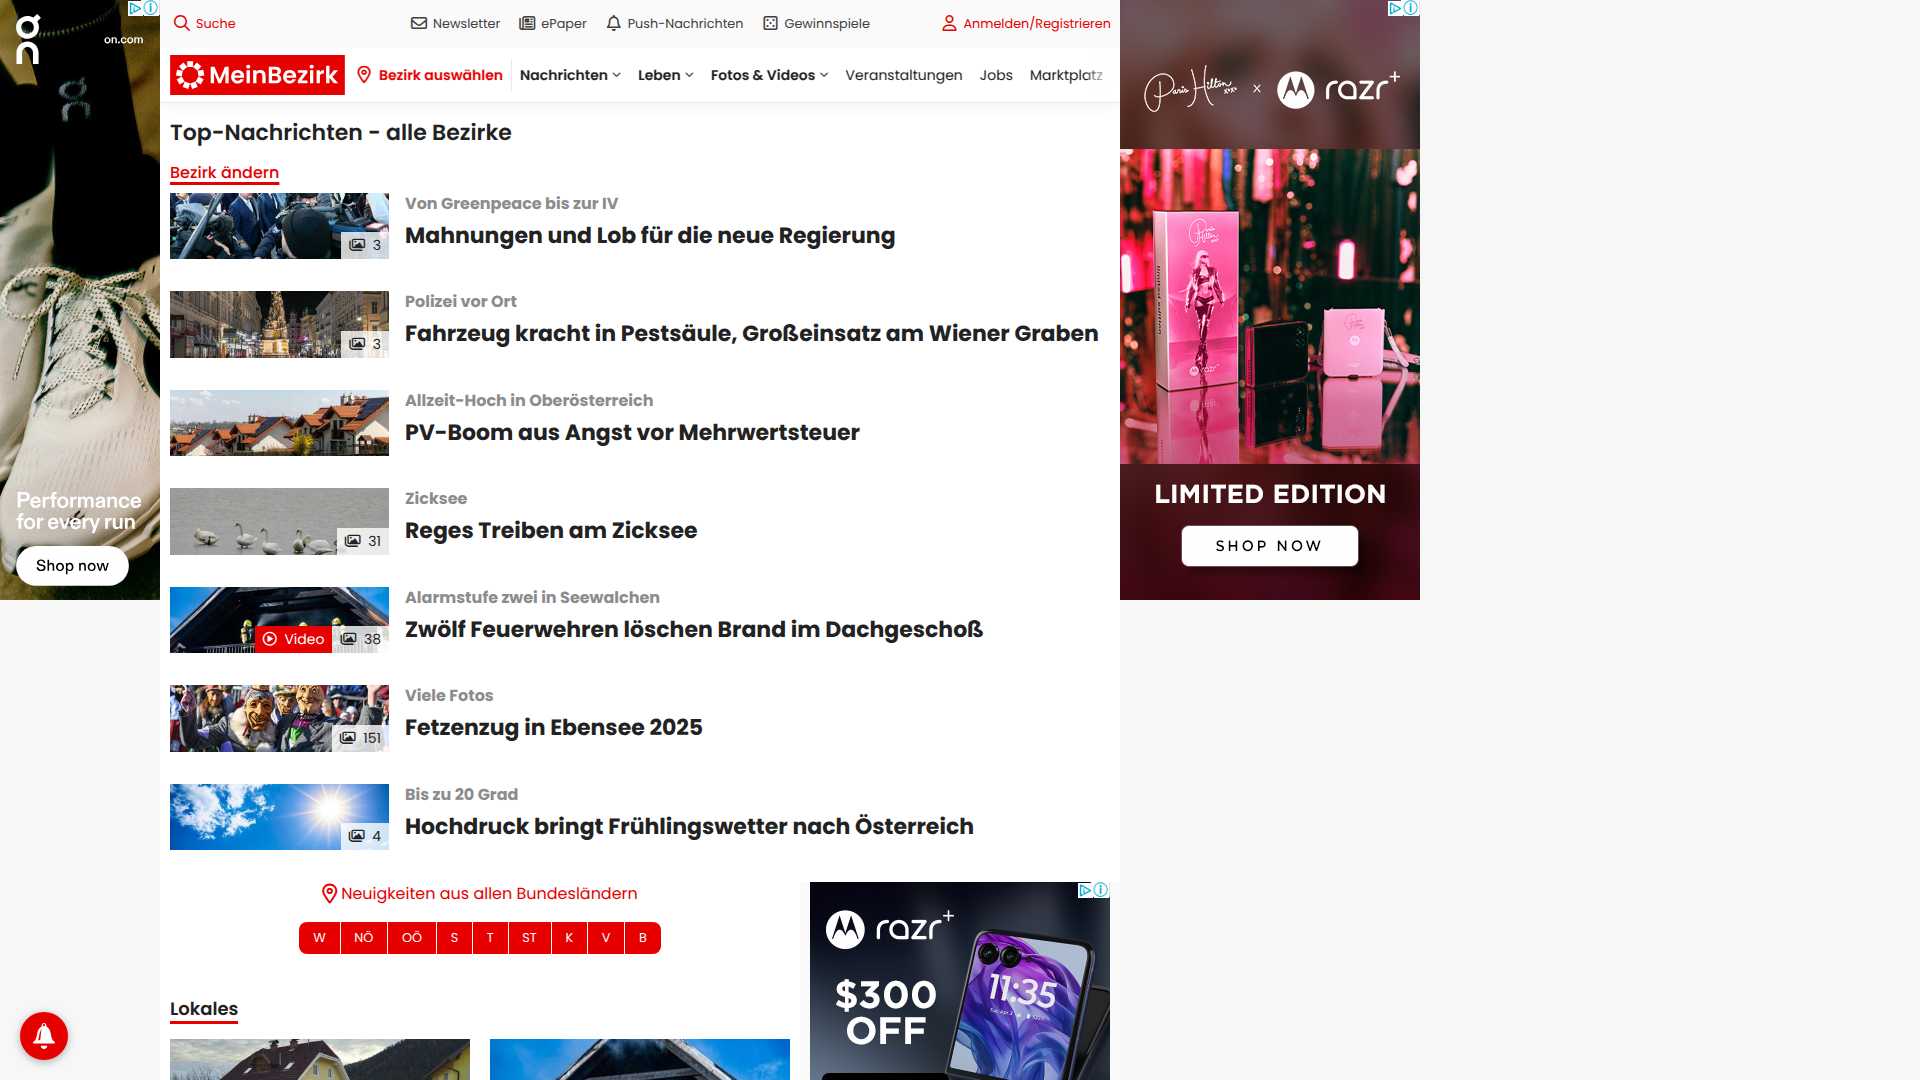 on
on.com
Performance
for every run
Shop now
Suche
Newsletter
ePaper
Push-Nachrichten
Gewinnspiele
Anmelden/Registrieren
MeinBezirk
Bezirk auswählen
Nachrichten
Leben
Fotos & Videos
Veranstaltungen
Jobs
Marktplatz
Top-Nachrichten - alle Bezirke
Bezirk ändern
Von Greenpeace bis zur IV
Mahnungen und Lob für die neue Regierung
3
Polizei vor Ort
Fahrzeug kracht in Pestsäule, Großeinsatz am Wiener Graben
3
Allzeit-Hoch in Oberösterreich
PV-Boom aus Angst vor Mehrwertsteuer
Zicksee
Reges Treiben am Zicksee
31
Alarmstufe zwei in Seewalchen
Zwölf Feuerwehren löschen Brand im Dachgeschoß
Video
38
Viele Fotos
Fetzenzug in Ebensee 2025
151
Bis zu 20 Grad
Hochdruck bringt Frühlingswetter nach Österreich
4
Neuigkeiten aus allen Bundesländern
W NÖ OÖ S T ST K V B
Lokales
Paris Hilton x razr+
LIMITED EDITION
SHOP NOW
razr+
$300
OFF
11:35